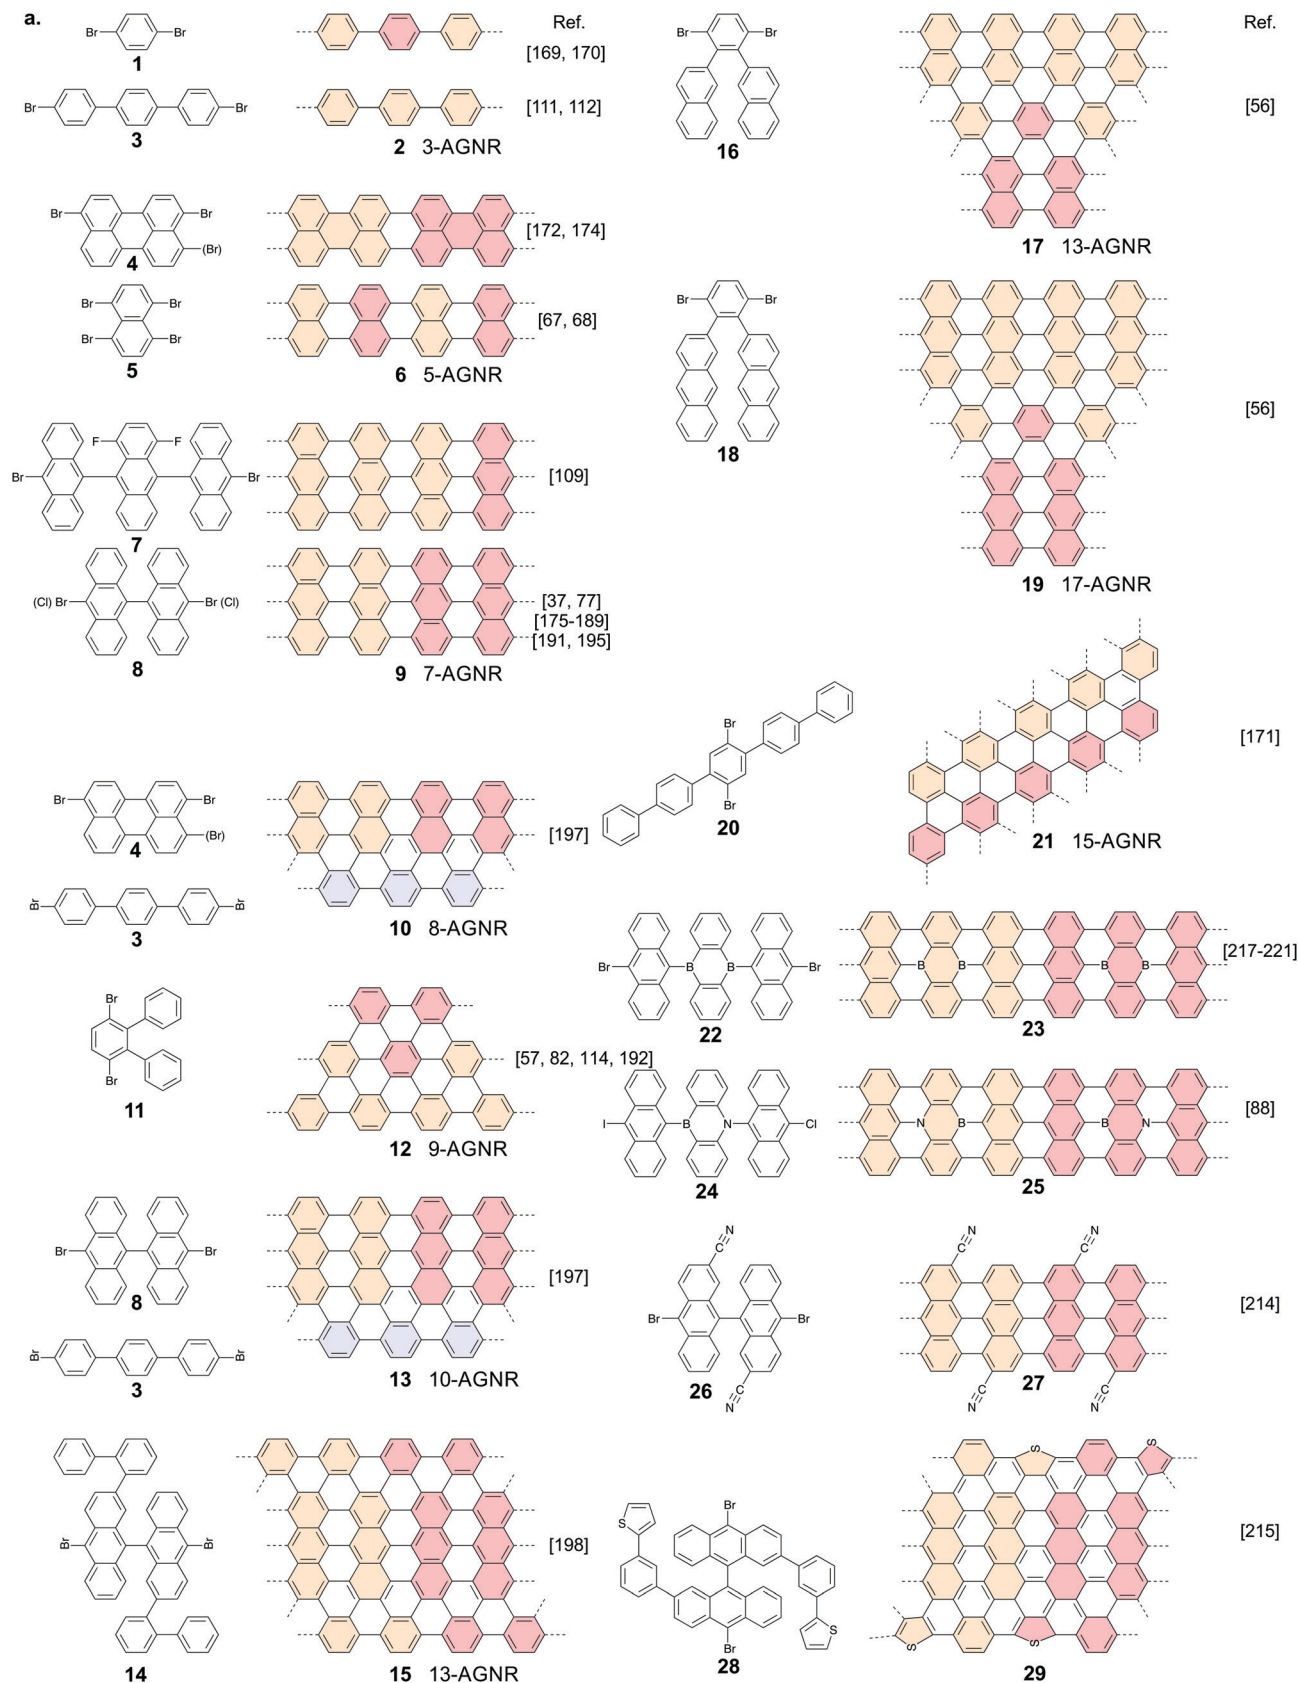 a.
Ref.
Br Br
1
[169, 170]
Br Br
3
2 3-AGNR
[111, 112]
Br Br
(Br)
4
[172, 174]
Br Br
Br Br
5
6 5-AGNR
[67, 68]
F F
Br Br
7
[109]
(Cl) Br Br (Cl)
8
9 7-AGNR
[37, 77]
[175-189]
[191, 195]
Br Br
(Br)
4
Br Br
3
10 8-AGNR
[197]
Br
Br
11
12 9-AGNR
[57, 82, 114, 192]
Br Br
8
Br Br
3
13 10-AGNR
[197]
Br Br
14
15 13-AGNR
[198]
Ref.
Br Br
16
17 13-AGNR
[56]
Br Br
18
19 17-AGNR
[56]
Br
Br
20
21 15-AGNR
[171]
Br B B Br
22
B B B B
23
[217-221]
I B N Cl
24
N B B N
25
[88]
N
C
Br Br
C
N
26
N N
C C
C C
N N
27
[214]
Br
S
S
Br
28
S S
S S
29
[215]